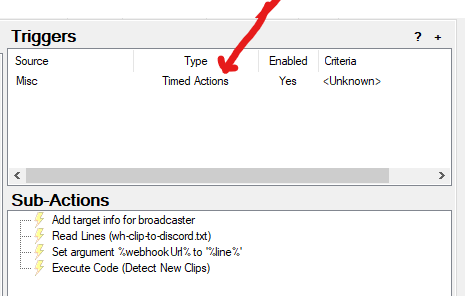 Triggers ? +
Source Type Enabled Criteria
Misc Timed Actions Yes <Unknown>
Sub-Actions
Add target info for broadcaster
Read Lines (wh-clip-to-discord.txt)
Set argument %webhookUrl% to '%line%'
Execute Code (Detect New Clips)